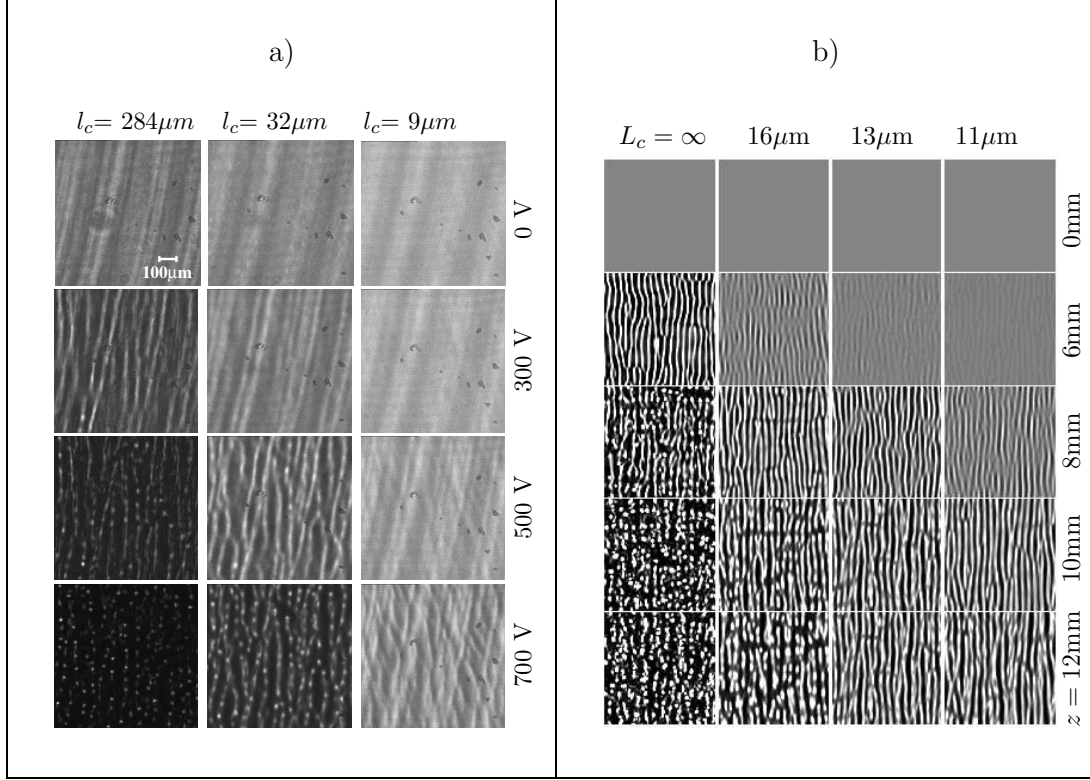 a)
l_c= 284μm l_c= 32μm l_c= 9μm
100μm
0 V
300 V
500 V
700 V
b)
L_c = ∞ 16μm 13μm 11μm
0mm
6mm
8mm
10mm
z = 12mm